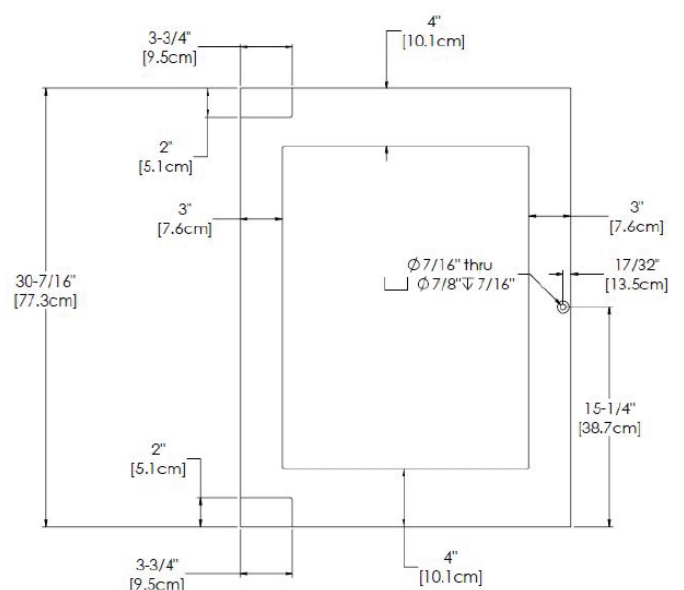 4"
[10.1cm]
3-3/4"
[9.5cm]
2"
[5.1cm]
3"
[7.6cm]
3"
[7.6cm]
Ø7/16" thru
⌴ Ø7/8"↧ 7/16"
17/32"
[13.5cm]
30-7/16"
[77.3cm]
15-1/4"
[38.7cm]
2"
[5.1cm]
3-3/4"
[9.5cm]
4"
[10.1cm]